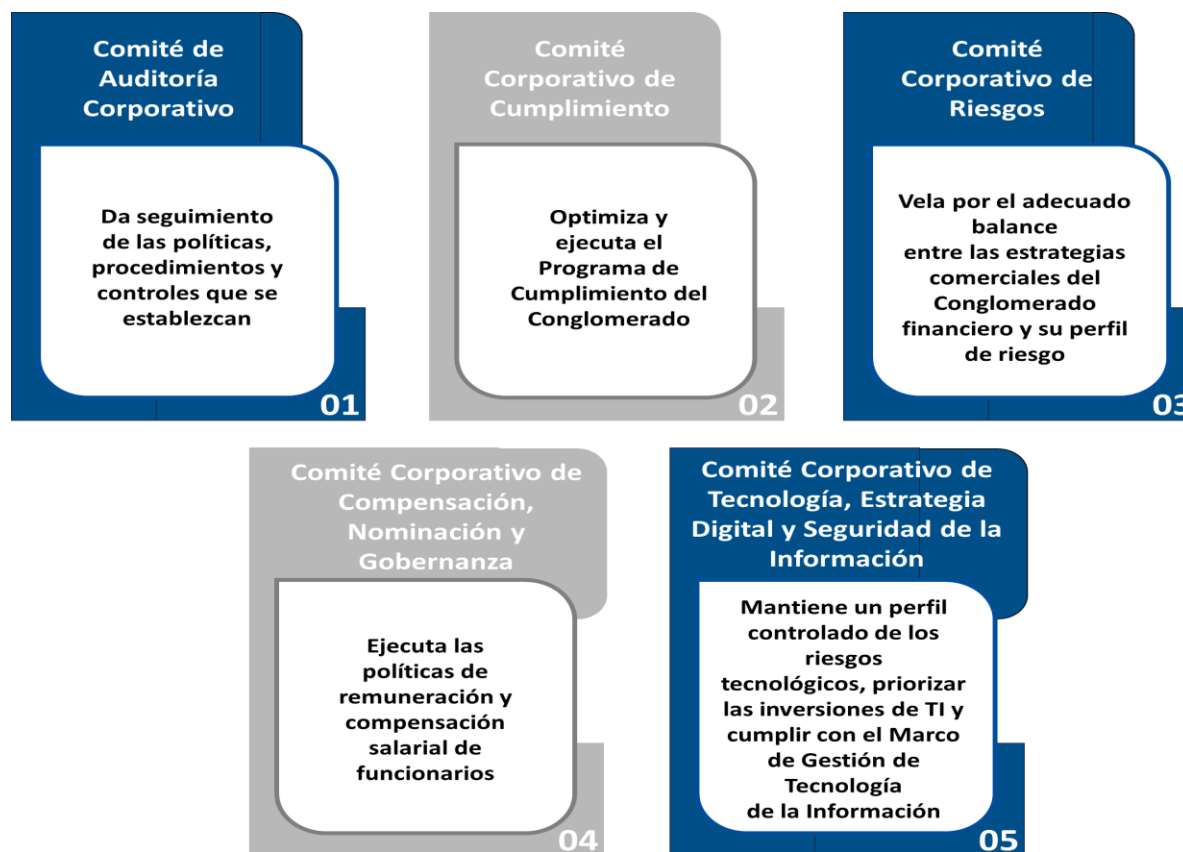 Comité de
Auditoría
Corporativo
Da seguimiento
de las políticas,
procedimientos y
controles que se
establezcan
01
Comité
Corporativo de
Cumplimiento
Optimiza y
ejecuta el
Programa de
Cumplimiento del
Conglomerado
02
Comité
Corporativo de
Riesgos
Vela por el adecuado
balance
entre las estrategias
comerciales del
Conglomerado
financiero y su perfil
de riesgo
03
Comité Corporativo de
Compensación,
Nominación y
Gobernanza
Ejecuta las
políticas de
remuneración y
compensación
salarial de
funcionarios
04
Comité Corporativo de
Tecnología, Estrategia
Digital y Seguridad de la
Información
Mantiene un perfil
controlado de los
riesgos
tecnológicos, priorizar
las inversiones de TI y
cumplir con el Marco
de Gestión de
Tecnología
de la Información
05